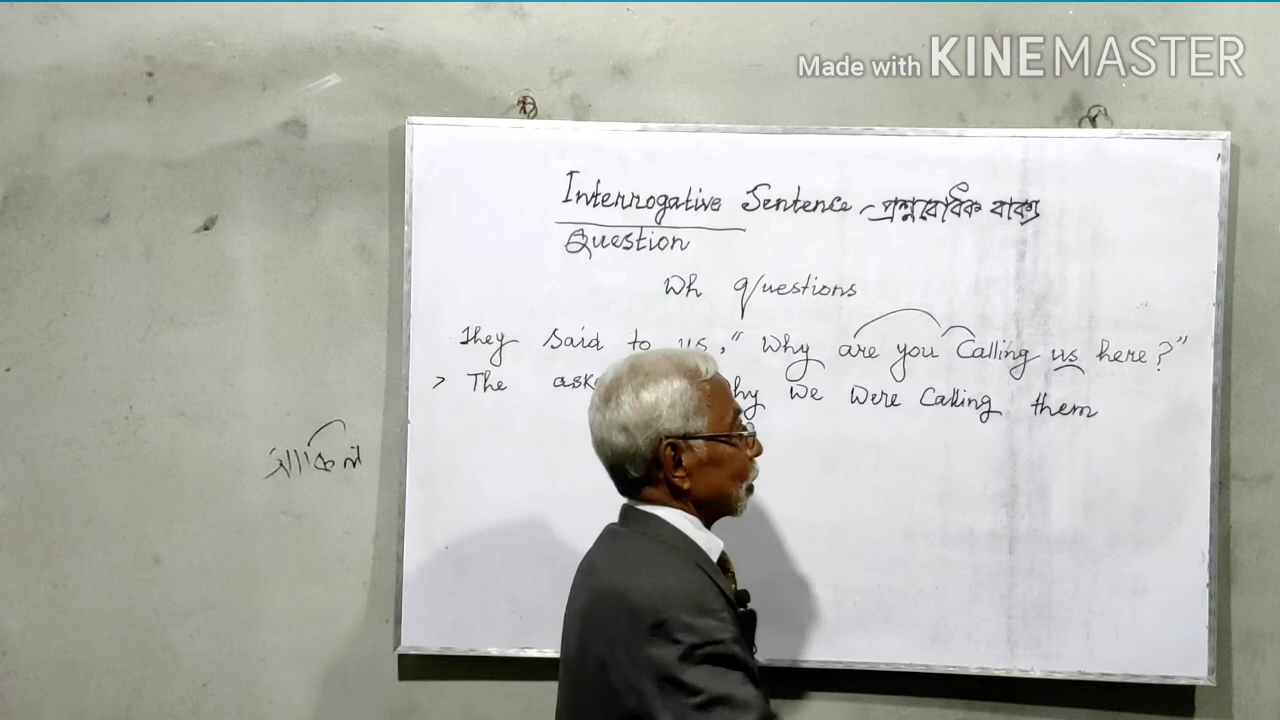 Made with KINEMASTER
Interrogative Sentence - প্রশ্নবোধক বাক্য
Question
Wh questions
They said to us, " Why are you Calling us here?"
> The we were Calling them